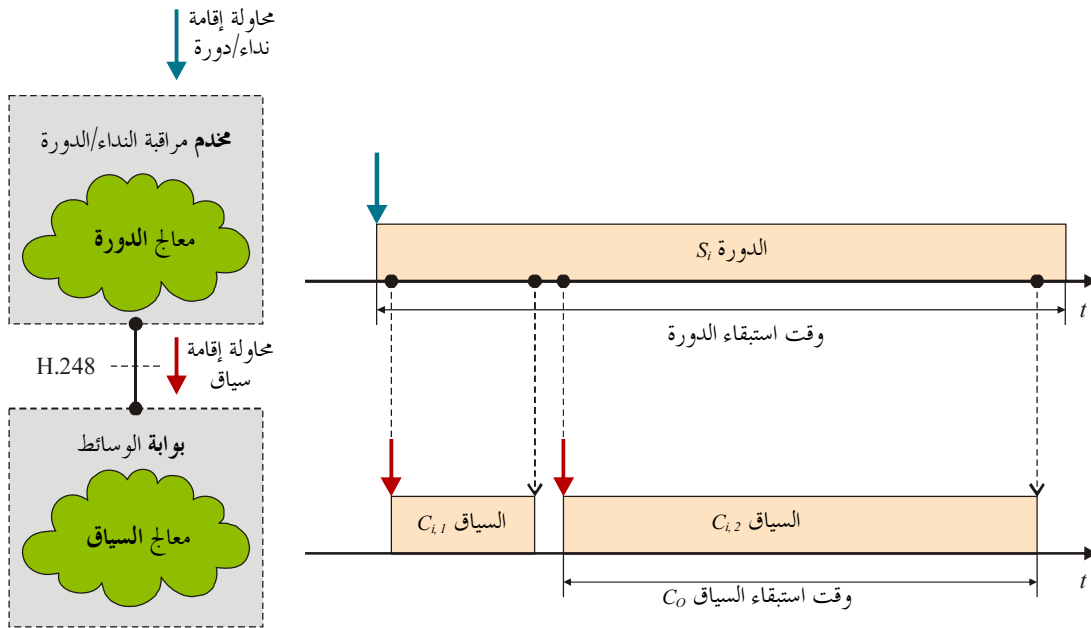 محاولة إقامة
نداء/دورة
مخدم مراقبة النداء/الدورة
معالج الدورة
H.248
محاولة إقامة
سياق
بوابة الوسائط
معالج السياق
الدورة Si
t
وقت استبقاء الدورة
السياق Ci, 1
السياق Ci, 2
t
وقت استبقاء السياق CO